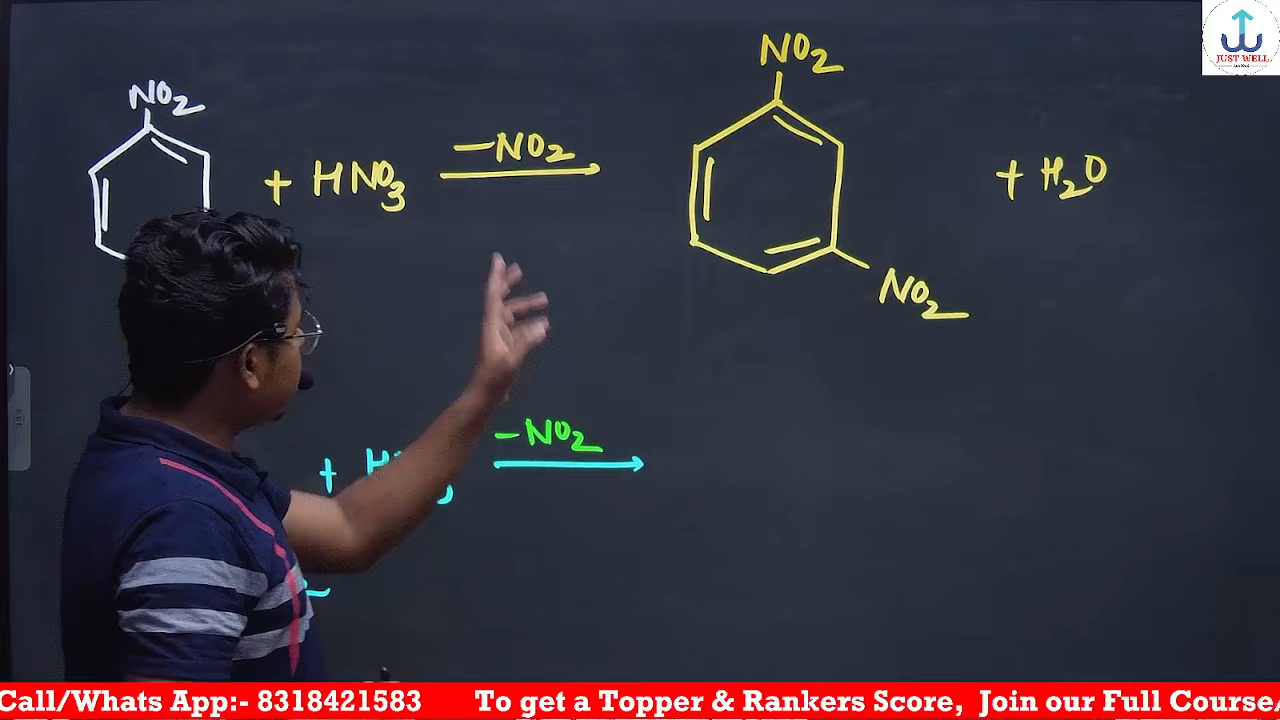 NO2
+ HNO3
-NO2
NO2
NO2
+ H2O
+
-NO2
JUST WELL
Call/Whats App:- 8318421583 To get a Topper & Rankers Score, Join our Full Course/